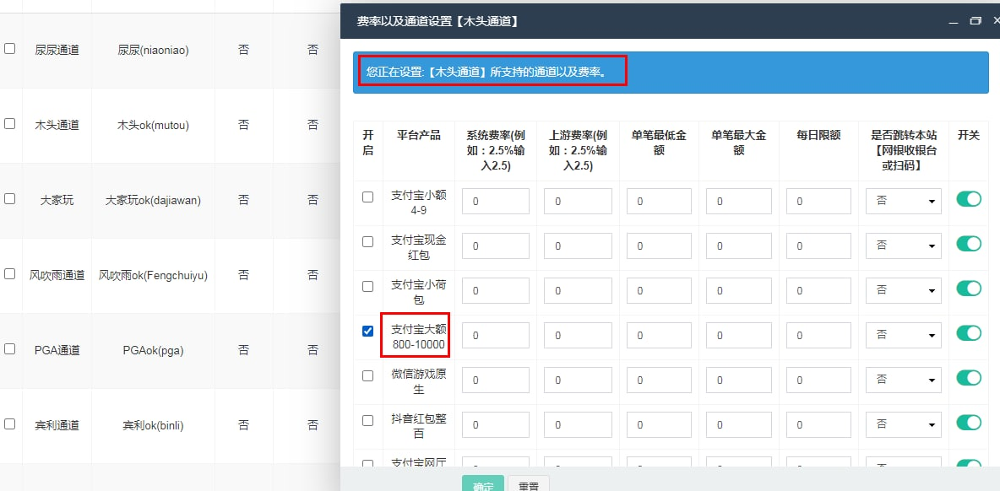 费率以及通道设置【木头通道】
您正在设置:【木头通道】所支持的通道以及费率。
尿尿通道 尿尿(niaoniao) 否 否
木头通道 木头ok(mutou) 否 否
大家玩 大家玩ok(dajiawan) 否 否
风吹雨通道 风吹雨ok(Fengchuiyu) 否 否
PGA通道 PGAok(pga) 否 否
宾利通道 宾利ok(binli) 否 否
开 平台产品 系统费率(例 上游费率(例 单笔最低金 单笔最大金 每日限额 是否跳转本站 开关
启 如：2.5%输 如：2.5%输 额 额 【网银收银台
入2.5) 入2.5) 或扫码】
支付宝小额
4-9 0 0 0 0 0 否
支付宝现金
红包 0 0 0 0 0 否
支付宝小荷
包 0 0 0 0 0 否
支付宝大额
800-10000 0 0 0 0 0 否
微信游戏原
生 0 0 0 0 0 否
抖音红包整
百 0 0 0 0 0 否
支付宝网厅
确定 重置